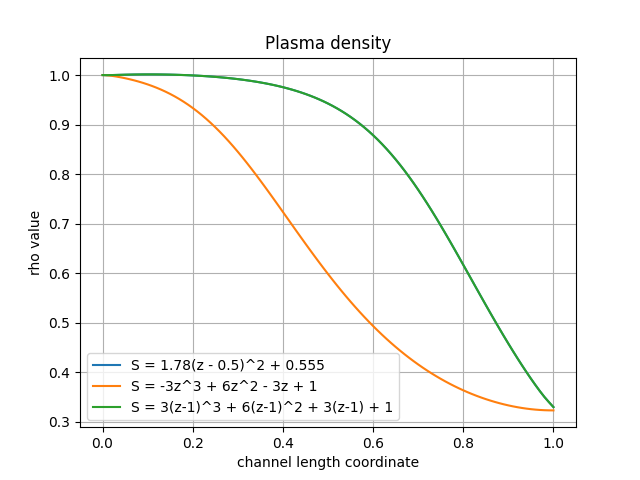 Plasma density
1.0
0.9
0.8
0.7
0.6
0.5
0.4
0.3
rho value
S = 1.78(z - 0.5)^2 + 0.555
S = -3z^3 + 6z^2 - 3z + 1
S = 3(z-1)^3 + 6(z-1)^2 + 3(z-1) + 1
0.0 0.2 0.4 0.6 0.8 1.0
channel length coordinate